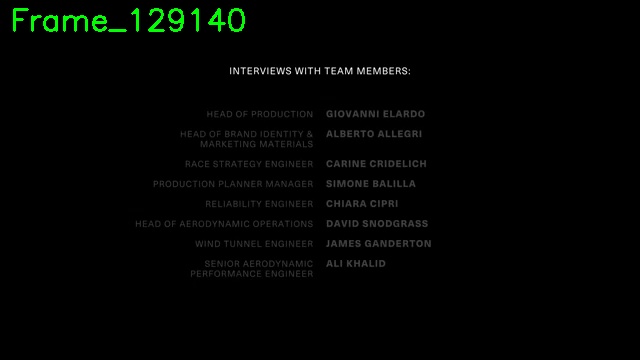 Frame_129140
INTERVIEWS WITH TEAM MEMBERS:
HEAD OF PRODUCTION GIOVANNI ELARDO
HEAD OF BRAND IDENTITY & ALBERTO ALLEGRI
MARKETING MATERIALS
RACE STRATEGY ENGINEER CARINE CRIDELICH
PRODUCTION PLANNER MANAGER SIMONE BALILLA
RELIABILITY ENGINEER CHIARA CIPRI
HEAD OF AERODYNAMIC OPERATIONS DAVID SNODGRASS
WIND TUNNEL ENGINEER JAMES GANDERTON
SENIOR AERODYNAMIC ALI KHALID
PERFORMANCE ENGINEER